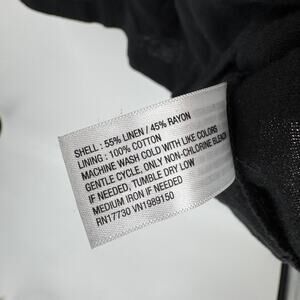 SHELL : 55% LINEN / 45% RAYON
LINING : 100% COTTON
MACHINE WASH COLD WITH LIKE COLORS
GENTLE CYCLE, ONLY NON-CHLORINE BLEACH
IF NEEDED, TUMBLE DRY LOW
MEDIUM IRON IF NEEDED
RN17730 VN1989150